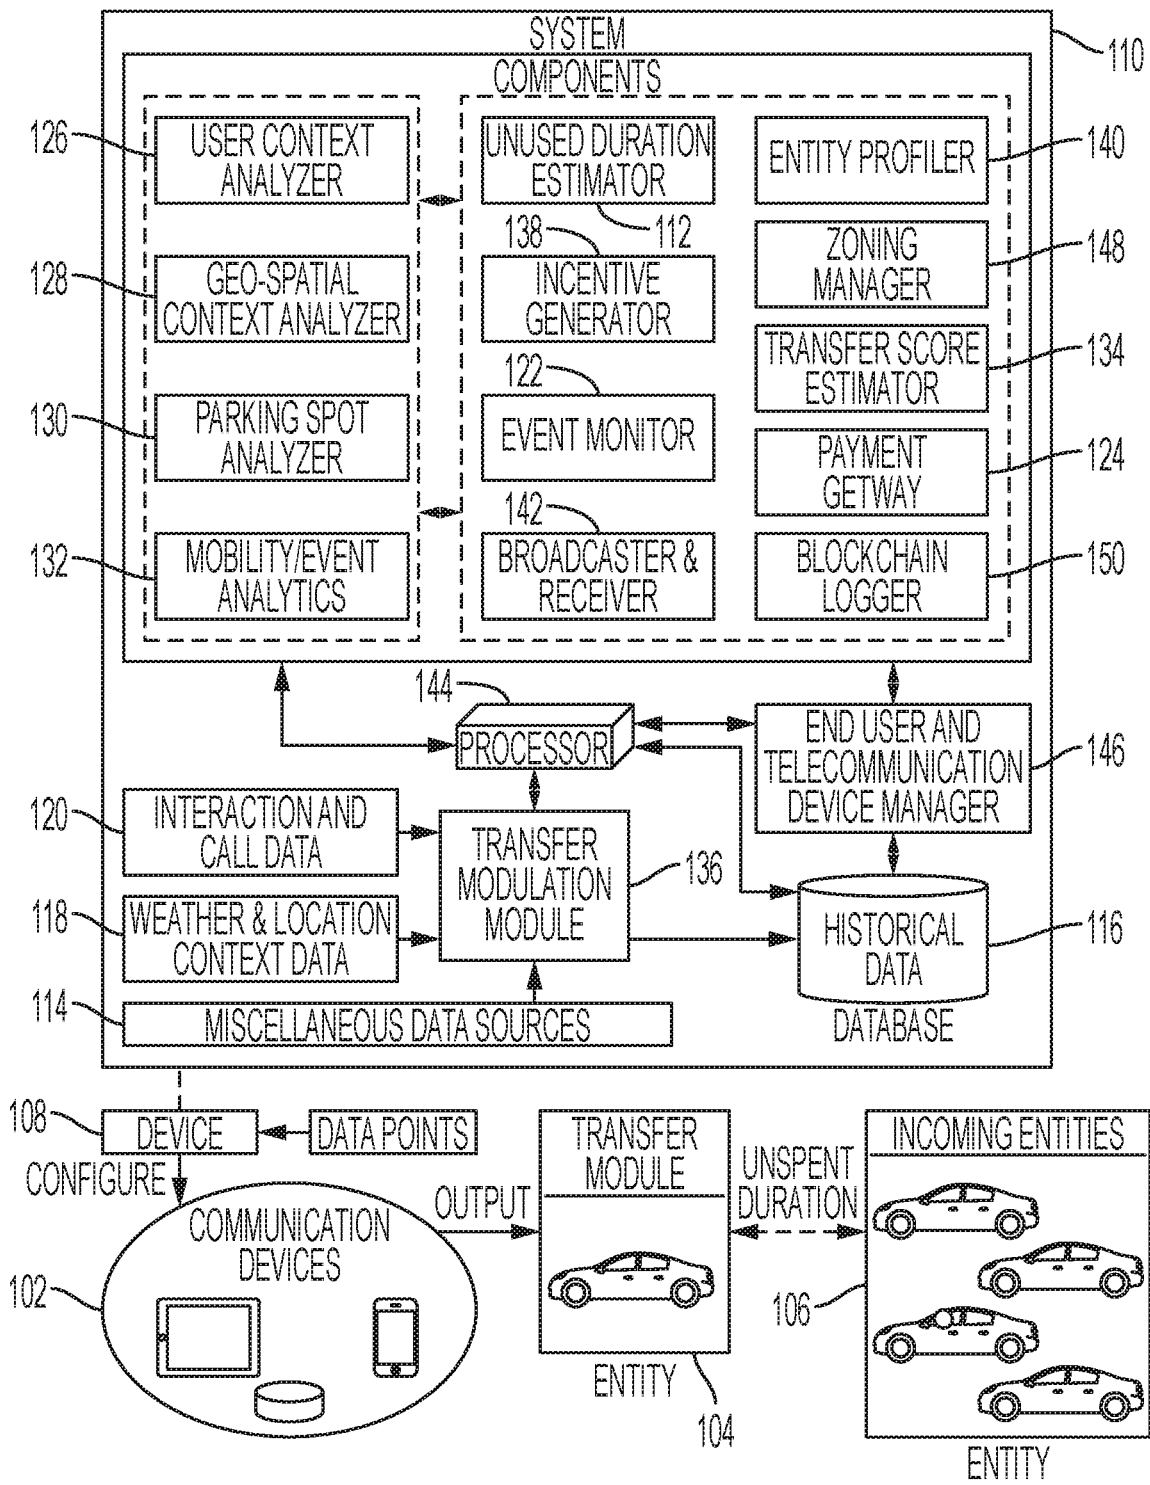 SYSTEM
110
COMPONENTS
126
USER CONTEXT
ANALYZER
UNUSED DURATION
ESTIMATOR
112
ENTITY PROFILER
140
128
GEO-SPATIAL
CONTEXT ANALYZER
138
INCENTIVE
GENERATOR
ZONING
MANAGER
148
TRANSFER SCORE
ESTIMATOR
134
130
PARKING SPOT
ANALYZER
122
EVENT MONITOR
PAYMENT
GETWAY
124
132
MOBILITY/EVENT
ANALYTICS
142
BROADCASTER &
RECEIVER
BLOCKCHAIN
LOGGER
150
144
PROCESSOR
END USER AND
TELECOMMUNICATION
DEVICE MANAGER
146
120
INTERACTION AND
CALL DATA
TRANSFER
MODULATION
MODULE
136
118
WEATHER & LOCATION
CONTEXT DATA
HISTORICAL
DATA
116
DATABASE
114
MISCELLANEOUS DATA SOURCES
108
DEVICE
DATA POINTS
CONFIGURE
COMMUNICATION
DEVICES
102
OUTPUT
TRANSFER
MODULE
ENTITY
104
UNSPENT
DURATION
INCOMING ENTITIES
106
ENTITY